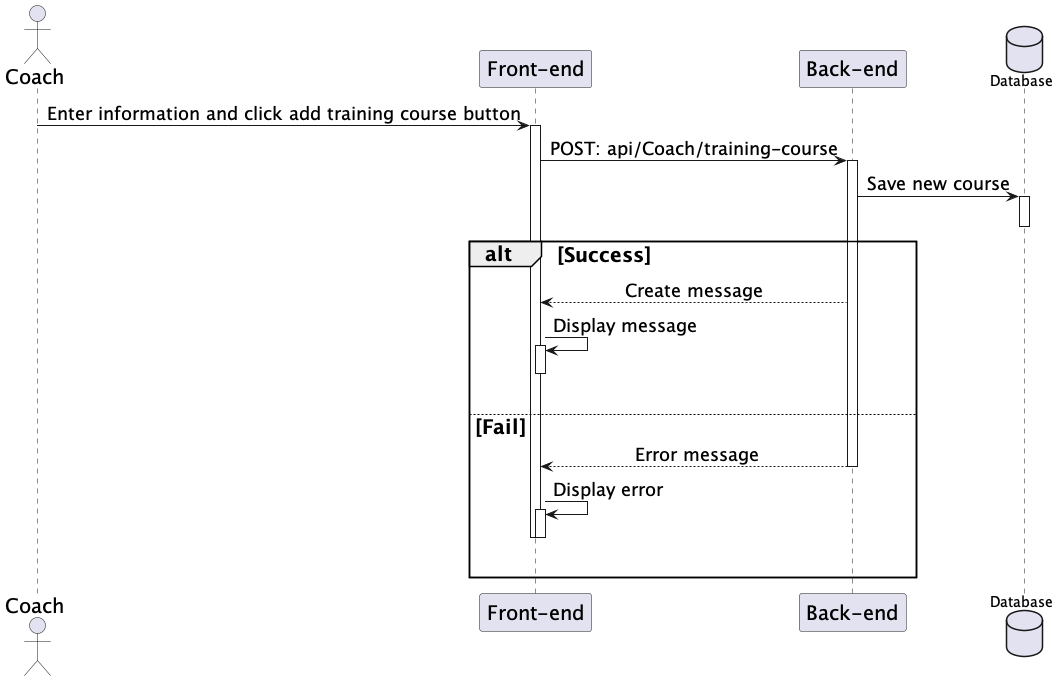 Coach
Front-end
Back-end
Database
Enter information and click add training course button
POST: api/Coach/training-course
Save new course
alt
[Success]
Create message
Display message
[Fail]
Error message
Display error
Coach
Front-end
Back-end
Database